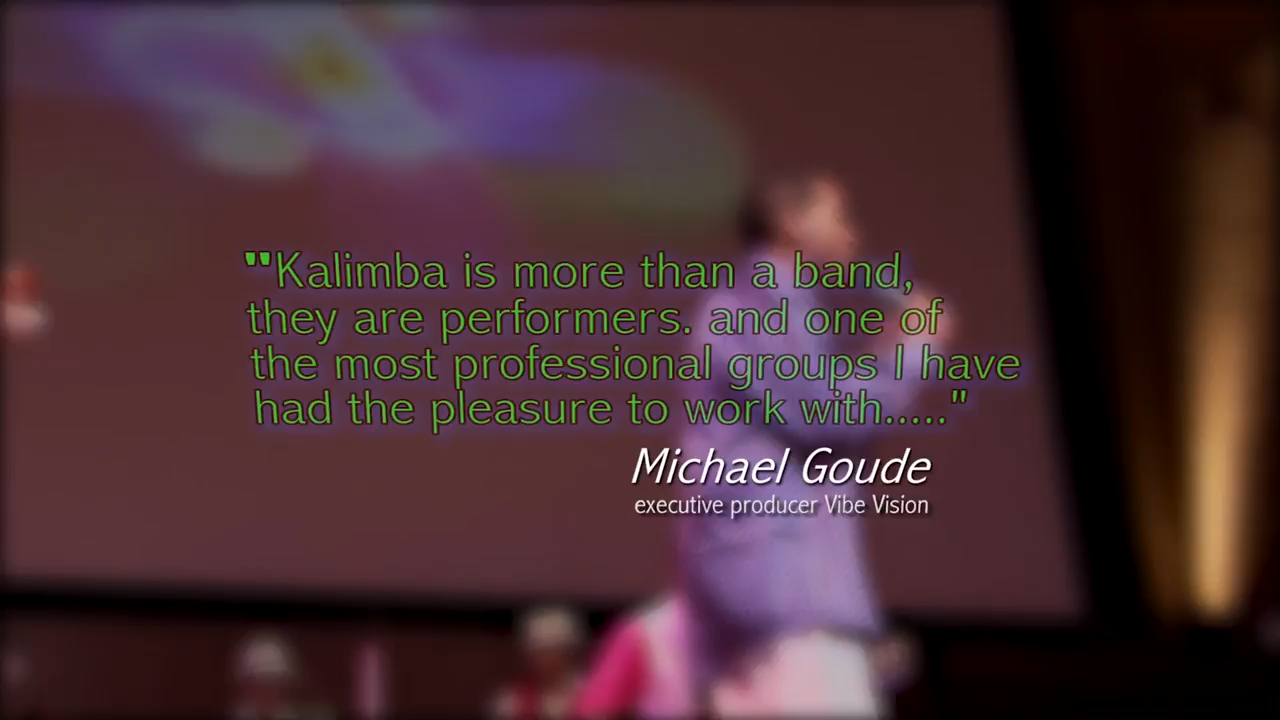 "Kalimba is more than a band,
they are performers. and one of
the most professional groups I have
had the pleasure to work with....."
Michael Goude
executive producer Vibe Vision